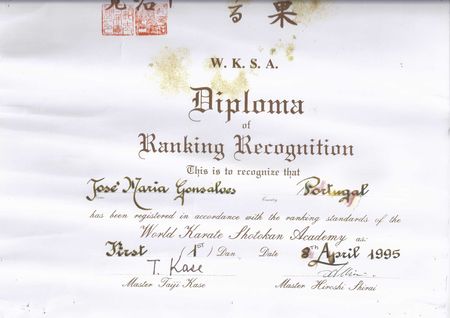 る 果
W.K.S.A.
Diploma
of
Ranking Recognition
This is to recognize that
José Maria Gonsalves Portugal
Country
has been registered in accordance with the ranking standards of the
World Karate Shotokan Academy as:
First (1st) Dan Date 8th April 1995
T. Kase
Master Taiji Kase Master Hiroshi Shirai